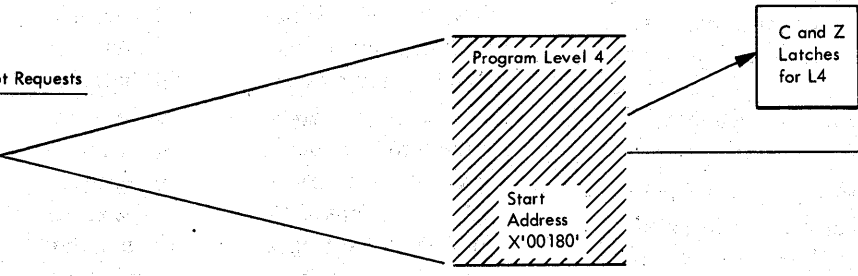 C and Z
Latches
for L4
Program Level 4
Requests
Start
Address
X'00180'